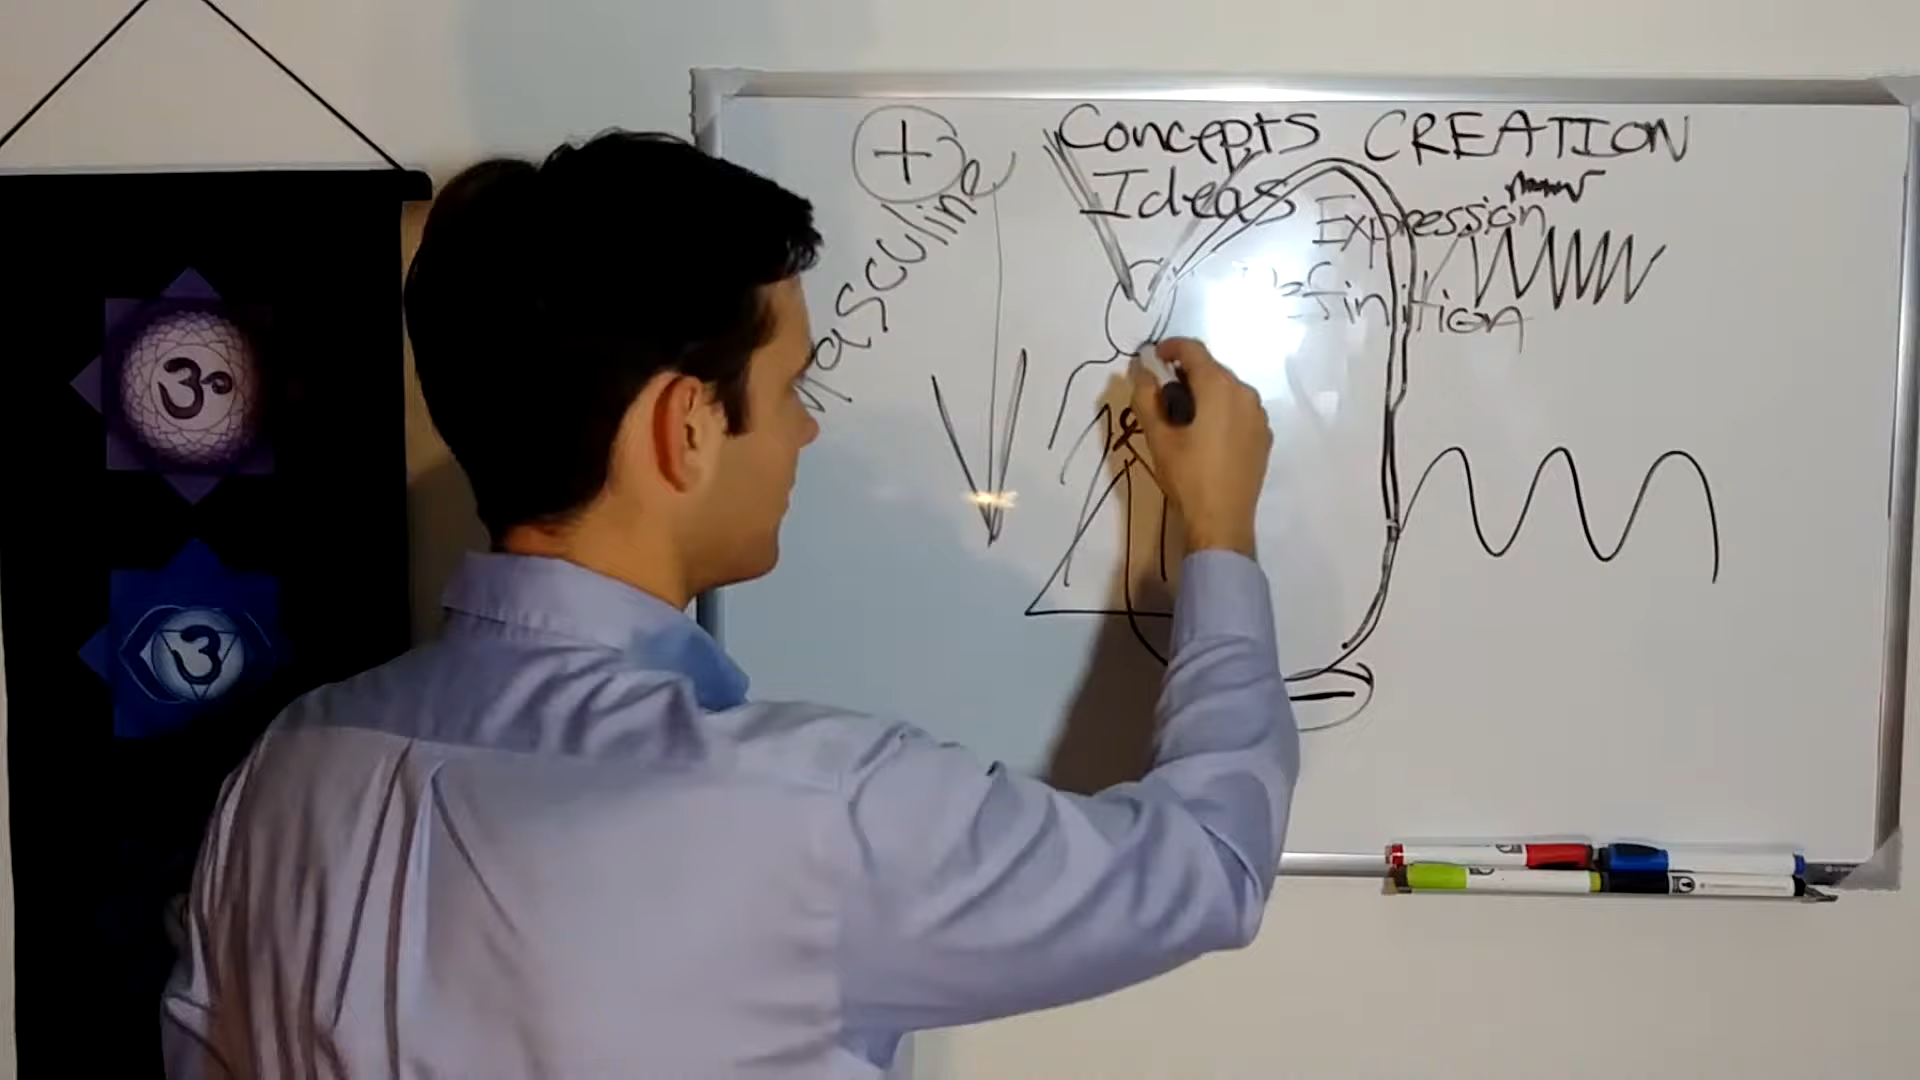 +
Masculine
Concepts
Ideas
CREATION
Expression
Definition
ॐ